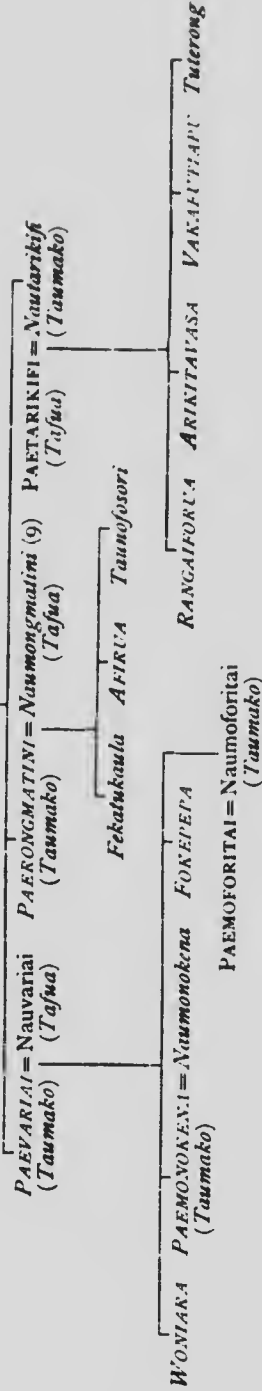 PAEVARIAI = Nauvariai PAERONGMATINI = Naumongmatini (9) PAETARIKIFI = Nautarikifi
(Taumako) (Tafua) (Taumako) (Tafua) (Tafua) (Taumako)
Fekatukaula AFIRUA Taunofosori
WONIAKA PAEMONOKENA = Naumonokena FOKEPEPA RANGAIFORUA ARIKITAVASA VAKAFUTIAPU Tuterong
(Taumako)
PAEMOFORITAI = Naumoforitai
(Taumako)